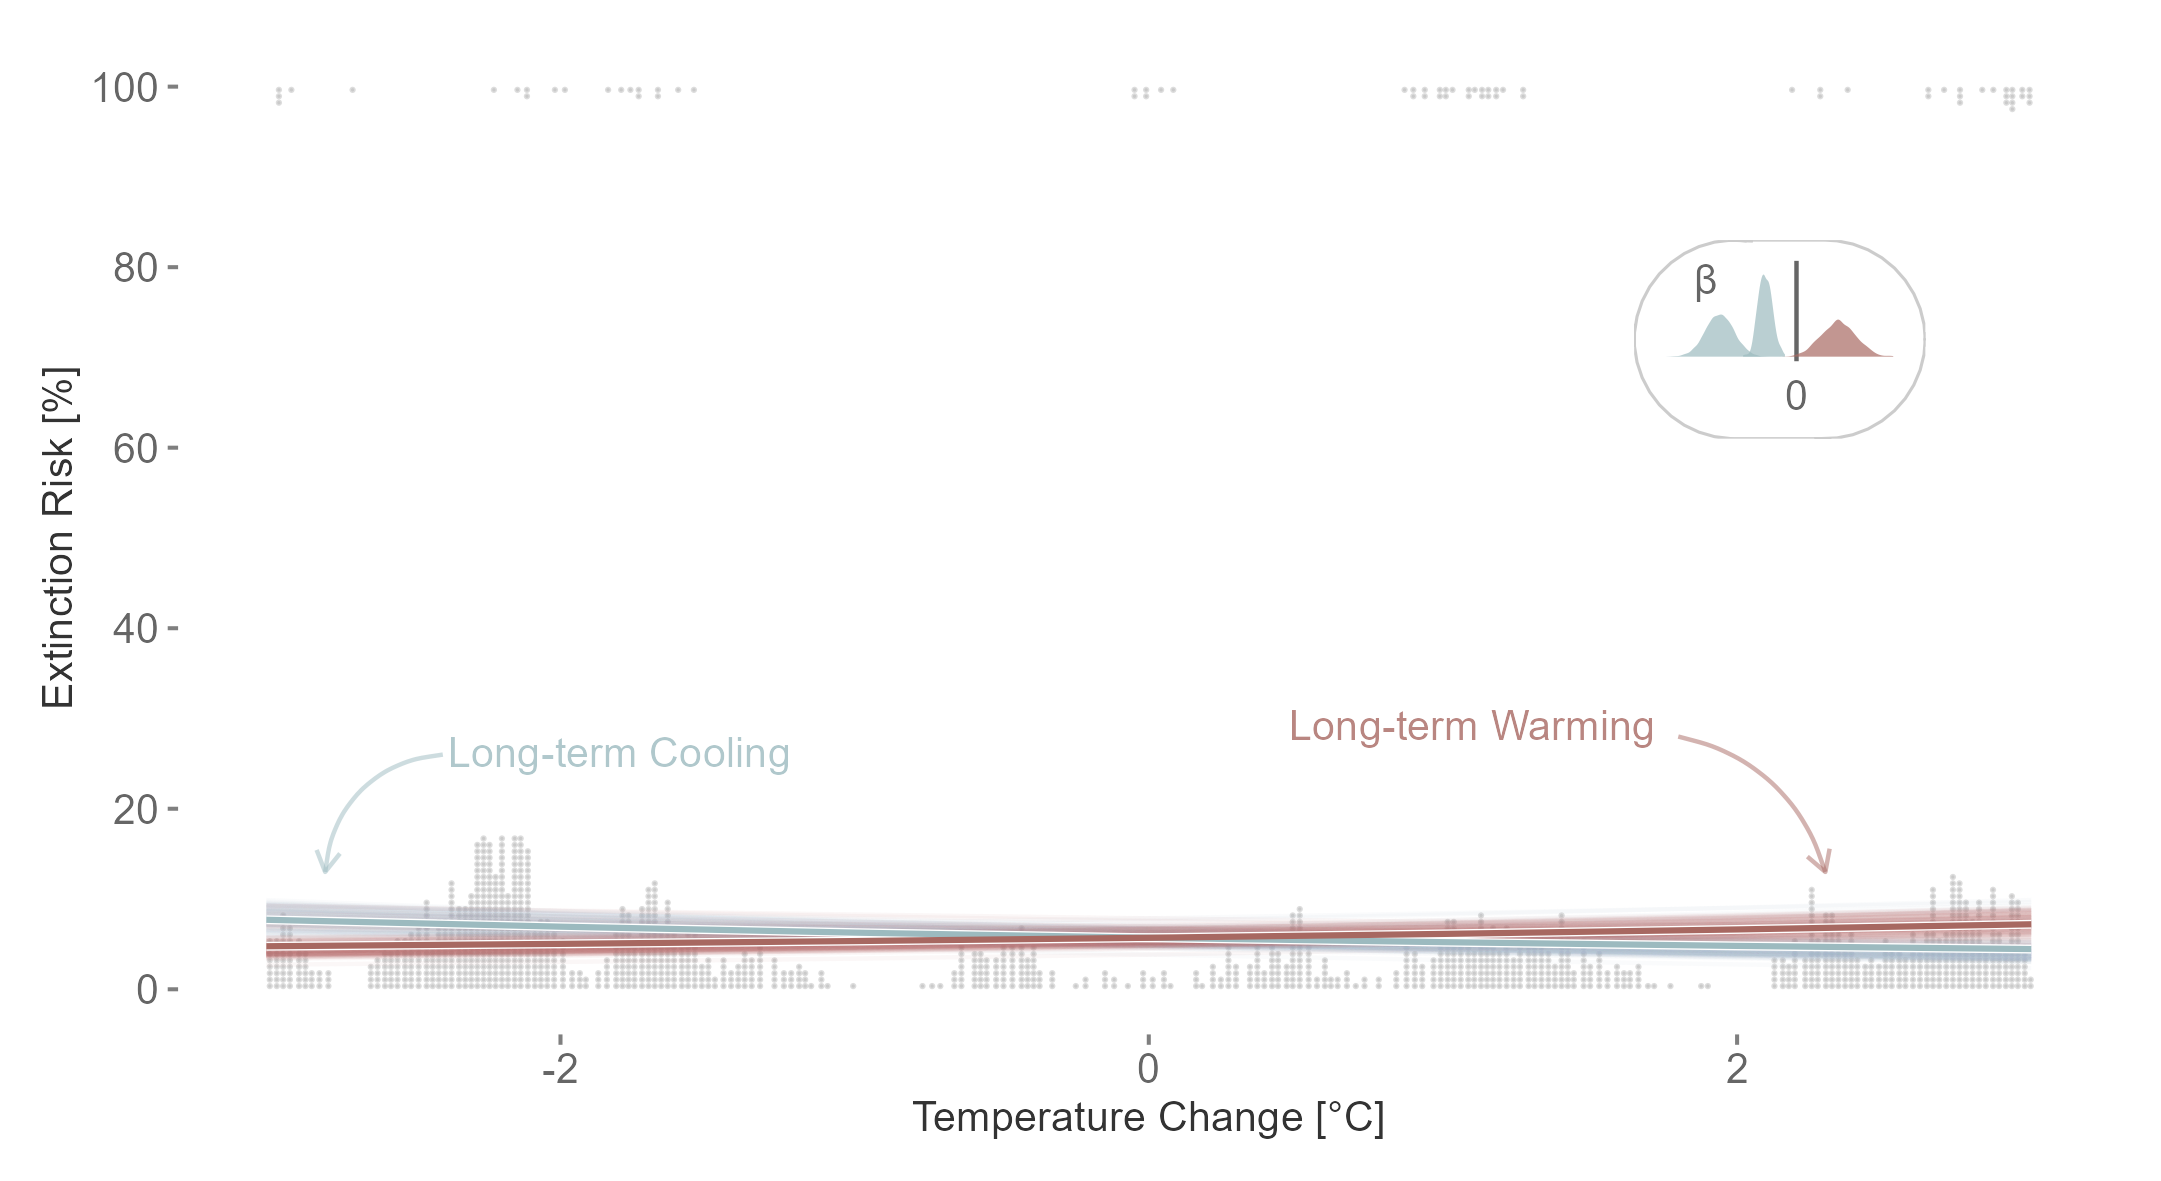 100
80
60
40
20
0
Extinction Risk [%]
β
0
Long-term Warming
Long-term Cooling
-2
0
2
Temperature Change [°C]